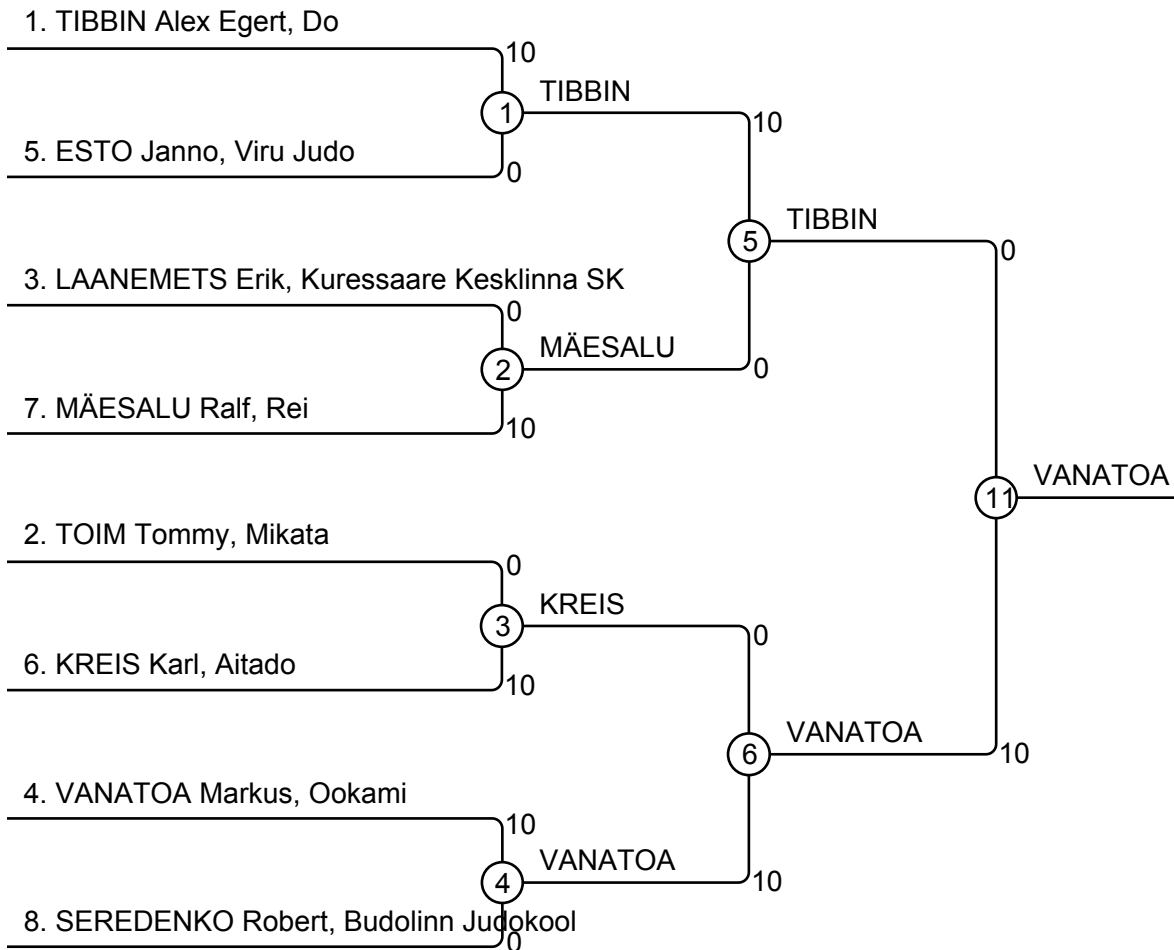 1. TIBBIN Alex Egert, Do
10
1 TIBBIN
10
5. ESTO Janno, Viru Judo
0
5 TIBBIN
0
3. LAANEMETS Erik, Kuressaare Kesklinna SK
0
2 MÄESALU
0
7. MÄESALU Ralf, Rei
10
11 VANATOA
2. TOIM Tommy, Mikata
0
3 KREIS
0
6. KREIS Karl, Aitado
10
6 VANATOA
10
4. VANATOA Markus, Ookami
10
4 VANATOA
10
8. SEREDENKO Robert, Budolinn Judokool
0